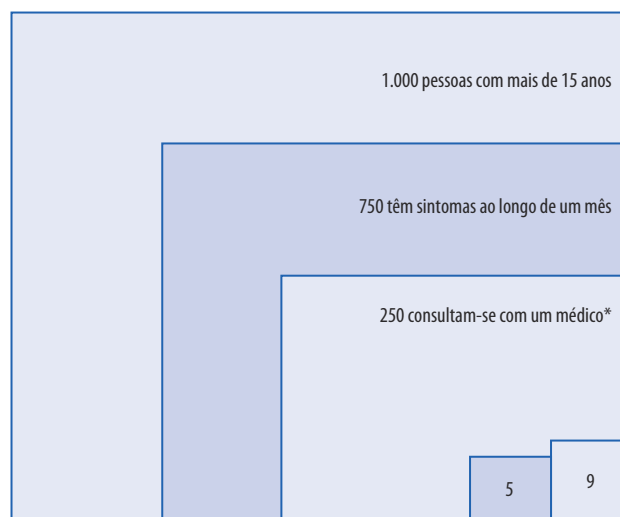 1.000 pessoas com mais de 15 anos
750 têm sintomas ao longo de um mês
250 consultam-se com um médico*
5
9